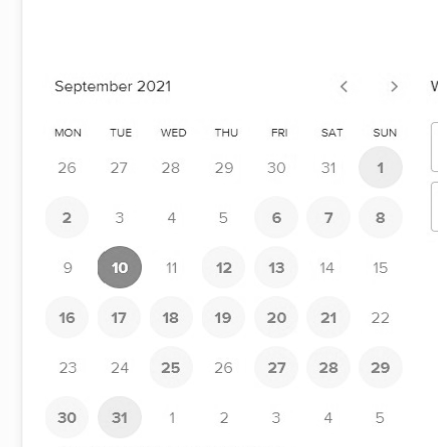 September 2021 < >
W
MON TUE WED THU FRI SAT SUN
26 27 28 29 30 31 1
2 3 4 5 6 7 8
9 10 11 12 13 14 15
16 17 18 19 20 21 22
23 24 25 26 27 28 29
30 31 1 2 3 4 5